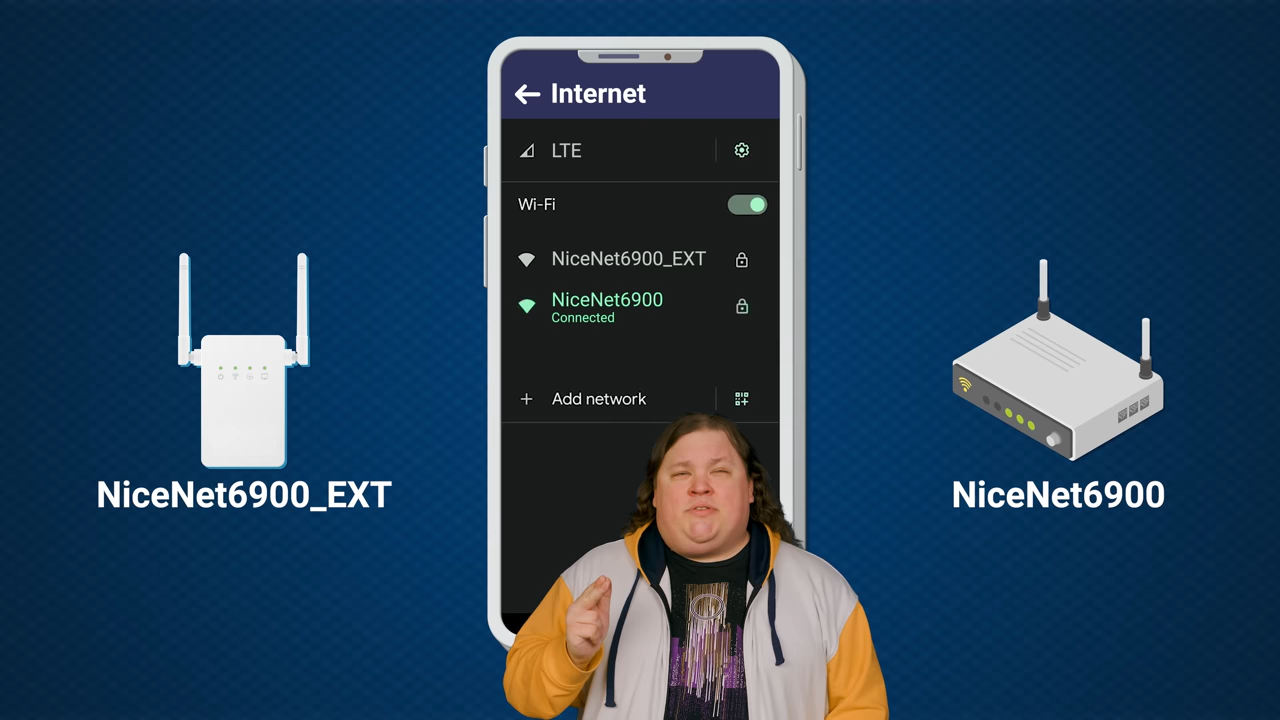 Internet
LTE
Wi-Fi
NiceNet6900_EXT
NiceNet6900
Connected
Add network
NiceNet6900_EXT
NiceNet6900